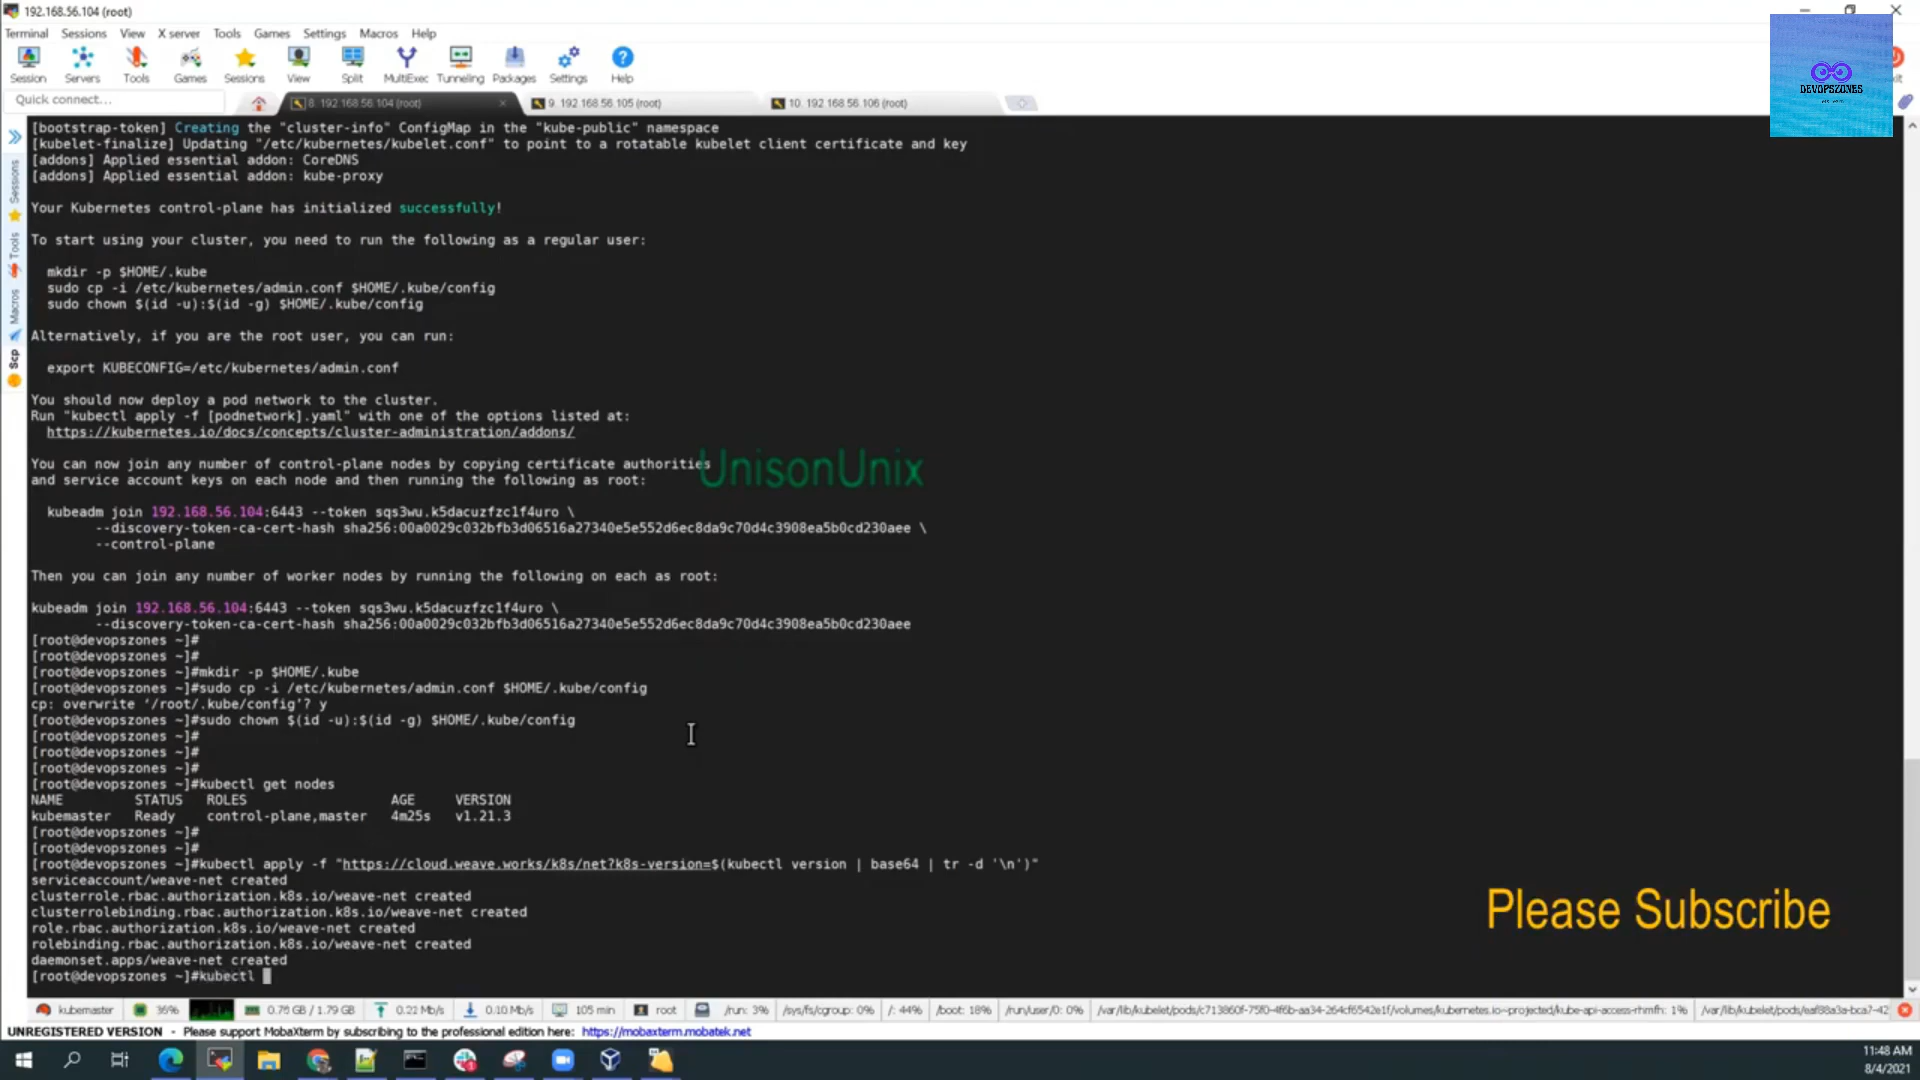 192.168.56.104 (root)
Terminal Sessions View X server Tools Games Settings Macros Help
Session Servers Tools Games Sessions View Split MultiExec Tunneling Packages Settings Help
DEVOPSZONES
Quick connect...
8. 192.168.56.104 (root)
9. 192.168.56.105 (root)
10. 192.168.56.106 (root)
Sessions
Tools
Macros
Scp
[bootstrap-token] Creating the "cluster-info" ConfigMap in the "kube-public" namespace
[kubelet-finalize] Updating "/etc/kubernetes/kubelet.conf" to point to a rotatable kubelet client certificate and key
[addons] Applied essential addon: CoreDNS
[addons] Applied essential addon: kube-proxy
Your Kubernetes control-plane has initialized successfully!
To start using your cluster, you need to run the following as a regular user:
mkdir -p $HOME/.kube
sudo cp -i /etc/kubernetes/admin.conf $HOME/.kube/config
sudo chown $(id -u):$(id -g) $HOME/.kube/config
Alternatively, if you are the root user, you can run:
export KUBECONFIG=/etc/kubernetes/admin.conf
You should now deploy a pod network to the cluster.
Run "kubectl apply -f [podnetwork].yaml" with one of the options listed at:
https://kubernetes.io/docs/concepts/cluster-administration/addons/
You can now join any number of control-plane nodes by copying certificate authorities
and service account keys on each node and then running the following as root:
UnisonUnix
kubeadm join 192.168.56.104:6443 --token sqs3wu.k5dacuzfzc1f4uro \
--discovery-token-ca-cert-hash sha256:00a0029c032bfb3d06516a27340e5e552d6ec8da9c70d4c3908ea5b0cd230aee \
--control-plane
Then you can join any number of worker nodes by running the following on each as root:
kubeadm join 192.168.56.104:6443 --token sqs3wu.k5dacuzfzc1f4uro \
--discovery-token-ca-cert-hash sha256:00a0029c032bfb3d06516a27340e5e552d6ec8da9c70d4c3908ea5b0cd230aee
[root@devopszones ~]#
[root@devopszones ~]#
[root@devopszones ~]#mkdir -p $HOME/.kube
[root@devopszones ~]#sudo cp -i /etc/kubernetes/admin.conf $HOME/.kube/config
cp: overwrite ‘/root/.kube/config’? y
[root@devopszones ~]#sudo chown $(id -u):$(id -g) $HOME/.kube/config
[root@devopszones ~]#
[root@devopszones ~]#
[root@devopszones ~]#
[root@devopszones ~]#kubectl get nodes
NAME STATUS ROLES AGE VERSION
kubemaster Ready control-plane,master 4m25s v1.21.3
[root@devopszones ~]#
[root@devopszones ~]#
[root@devopszones ~]#kubectl apply -f "https://cloud.weave.works/k8s/net?k8s-version=$(kubectl version | base64 | tr -d '\n')"
serviceaccount/weave-net created
clusterrole.rbac.authorization.k8s.io/weave-net created
clusterrolebinding.rbac.authorization.k8s.io/weave-net created
role.rbac.authorization.k8s.io/weave-net created
rolebinding.rbac.authorization.k8s.io/weave-net created
daemonset.apps/weave-net created
[root@devopszones ~]#kubectl
Please Subscribe
kubemaster 36% 0.76 GB / 1.79 GB 0.22 Mb/s 0.10 Mb/s 105 min root /run: 3% /sys/fs/cgroup: 0% /: 44% /boot: 18% /run/user/0: 0% /var/lib/kubelet/pods/c713860f-75f0-4f6b-aa34-264cf6542e1f/volumes/kubernetes.io~projected/kube-api-access-rhmfh: 1% /var/lib/kubelet/pods/eaf88a3a-bca7-42
UNREGISTERED VERSION - Please support MobaXterm by subscribing to the professional edition here: https://mobaxterm.mobatek.net
11:48 AM
8/4/2021